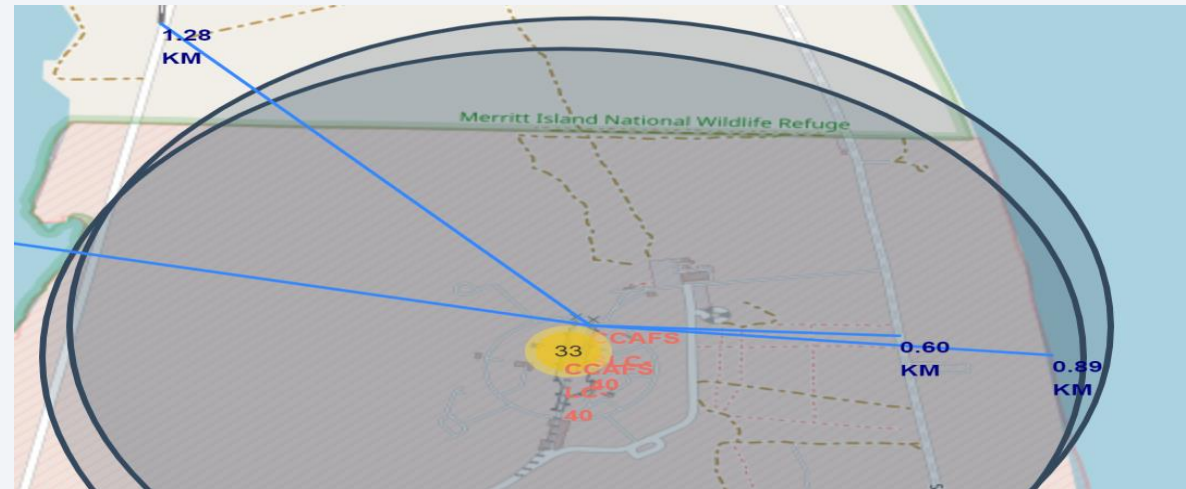 1.28
KM
Merritt Island National Wildlife Refuge
33
CCAFS
LC
40
CCAFS
LC
40
0.60
KM
0.89
KM